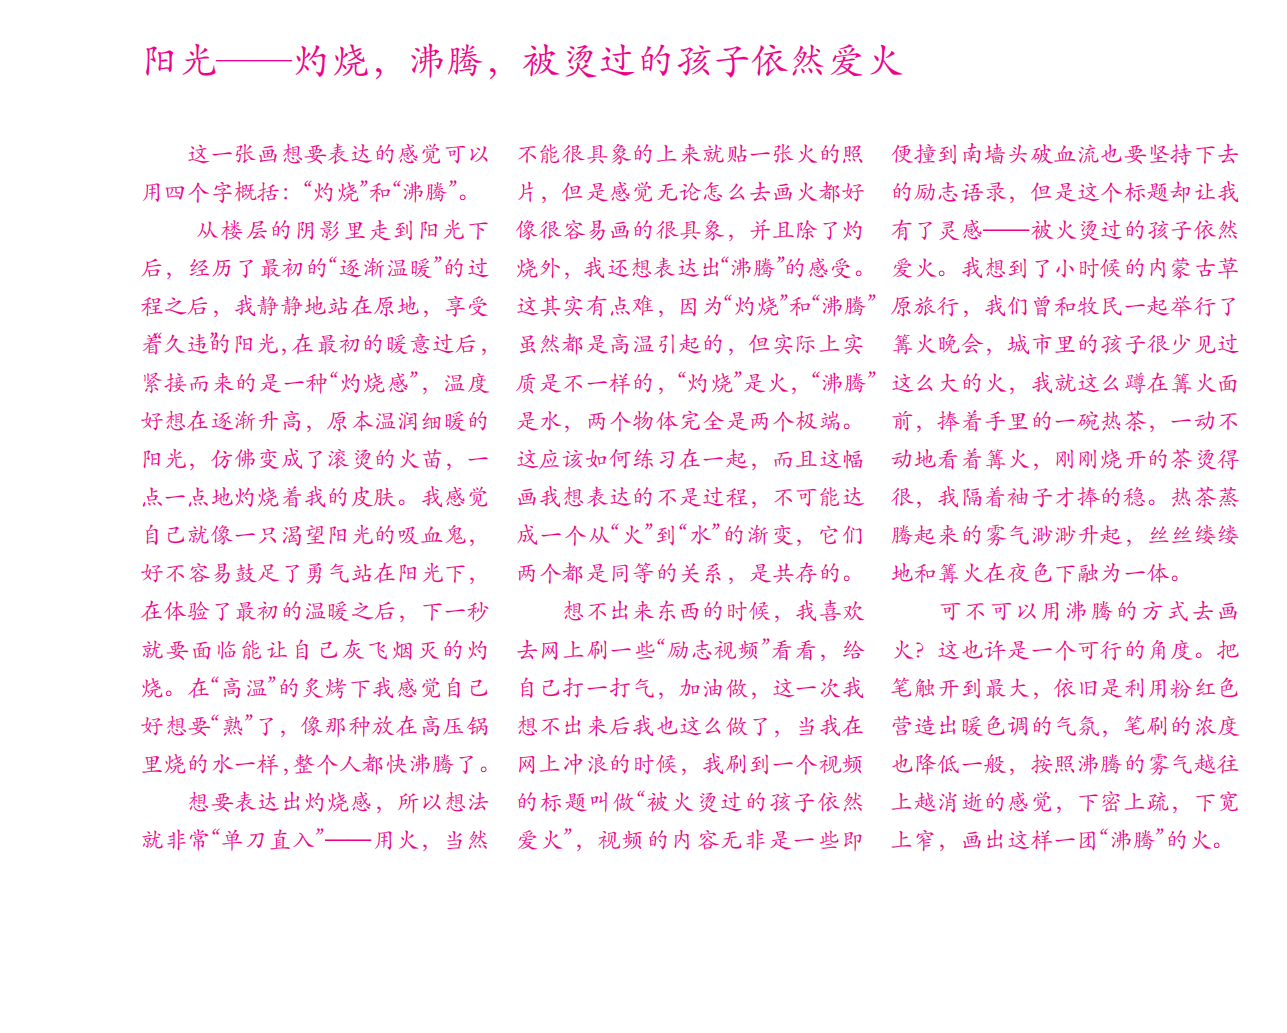 阳光——灼烧，沸腾，被烫过的孩子依然爱火
这一张画想要表达的感觉可以
用四个字概括：“灼烧”和“沸腾”。
从楼层的阴影里走到阳光下
后，经历了最初的“逐渐温暖”的过
程之后，我静静地站在原地，享受
着“久违”的阳光，在最初的暖意过后，
紧接而来的是一种“灼烧感”，温度
好想在逐渐升高，原本温润细暖的
阳光，仿佛变成了滚烫的火苗，一
点一点地灼烧着我的皮肤。我感觉
自己就像一只渴望阳光的吸血鬼，
好不容易鼓足了勇气站在阳光下，
在体验了最初的温暖之后，下一秒
就要面临能让自己灰飞烟灭的灼
烧。在“高温”的炙烤下我感觉自己
好想要“熟”了，像那种放在高压锅
里烧的水一样，整个人都快沸腾了。
想要表达出灼烧感，所以想法
就非常“单刀直入”——用火，当然
不能很具象的上来就贴一张火的照
片，但是感觉无论怎么去画火都好
像很容易画的很具象，并且除了灼
烧外，我还想表达出“沸腾”的感受。
这其实有点难，因为“灼烧”和“沸腾”
虽然都是高温引起的，但实际上实
质是不一样的，“灼烧”是火，“沸腾”
是水，两个物体完全是两个极端。
这应该如何练习在一起，而且这幅
画我想表达的不是过程，不可能达
成一个从“火”到“水”的渐变，它们
两个都是同等的关系，是共存的。
想不出来东西的时候，我喜欢
去网上刷一些“励志视频”看看，给
自己打一打气，加油做，这一次我
想不出来后我也这么做了，当我在
网上冲浪的时候，我刷到一个视频
的标题叫做“被火烫过的孩子依然
爱火”，视频的内容无非是一些即
便撞到南墙头破血流也要坚持下去
的励志语录，但是这个标题却让我
有了灵感——被火烫过的孩子依然
爱火。我想到了小时候的内蒙古草
原旅行，我们曾和牧民一起举行了
篝火晚会，城市里的孩子很少见过
这么大的火，我就这么蹲在篝火面
前，捧着手里的一碗热茶，一动不
动地看着篝火，刚刚烧开的茶烫得
很，我隔着袖子才捧的稳。热茶蒸
腾起来的雾气渺渺升起，丝丝缕缕
地和篝火在夜色下融为一体。
可不可以用沸腾的方式去画
火？这也许是一个可行的角度。把
笔触开到最大，依旧是利用粉红色
营造出暖色调的气氛，笔刷的浓度
也降低一般，按照沸腾的雾气越往
上越消逝的感觉，下密上疏，下宽
上窄，画出这样一团“沸腾”的火。